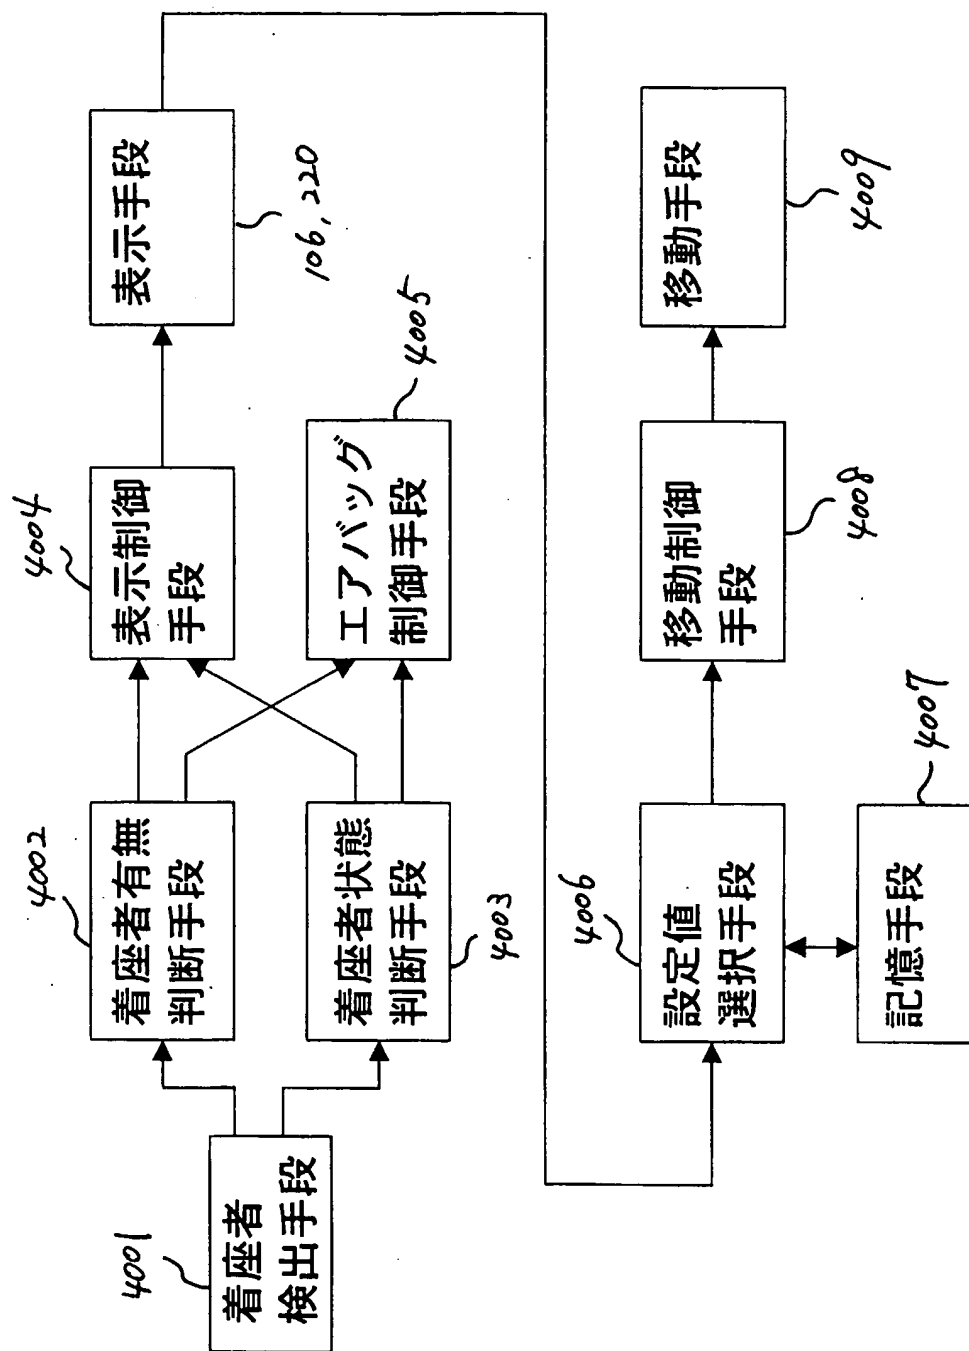 4001
着座者
検出手段
4002
着座者有無
判断手段
着座者状態
判断手段
4003
4004
表示制御
手段
エアバッグ
制御手段
4005
表示手段
106, 220
4006
設定値
選択手段
記憶手段
4007
移動制御
手段
4008
移動手段
4009